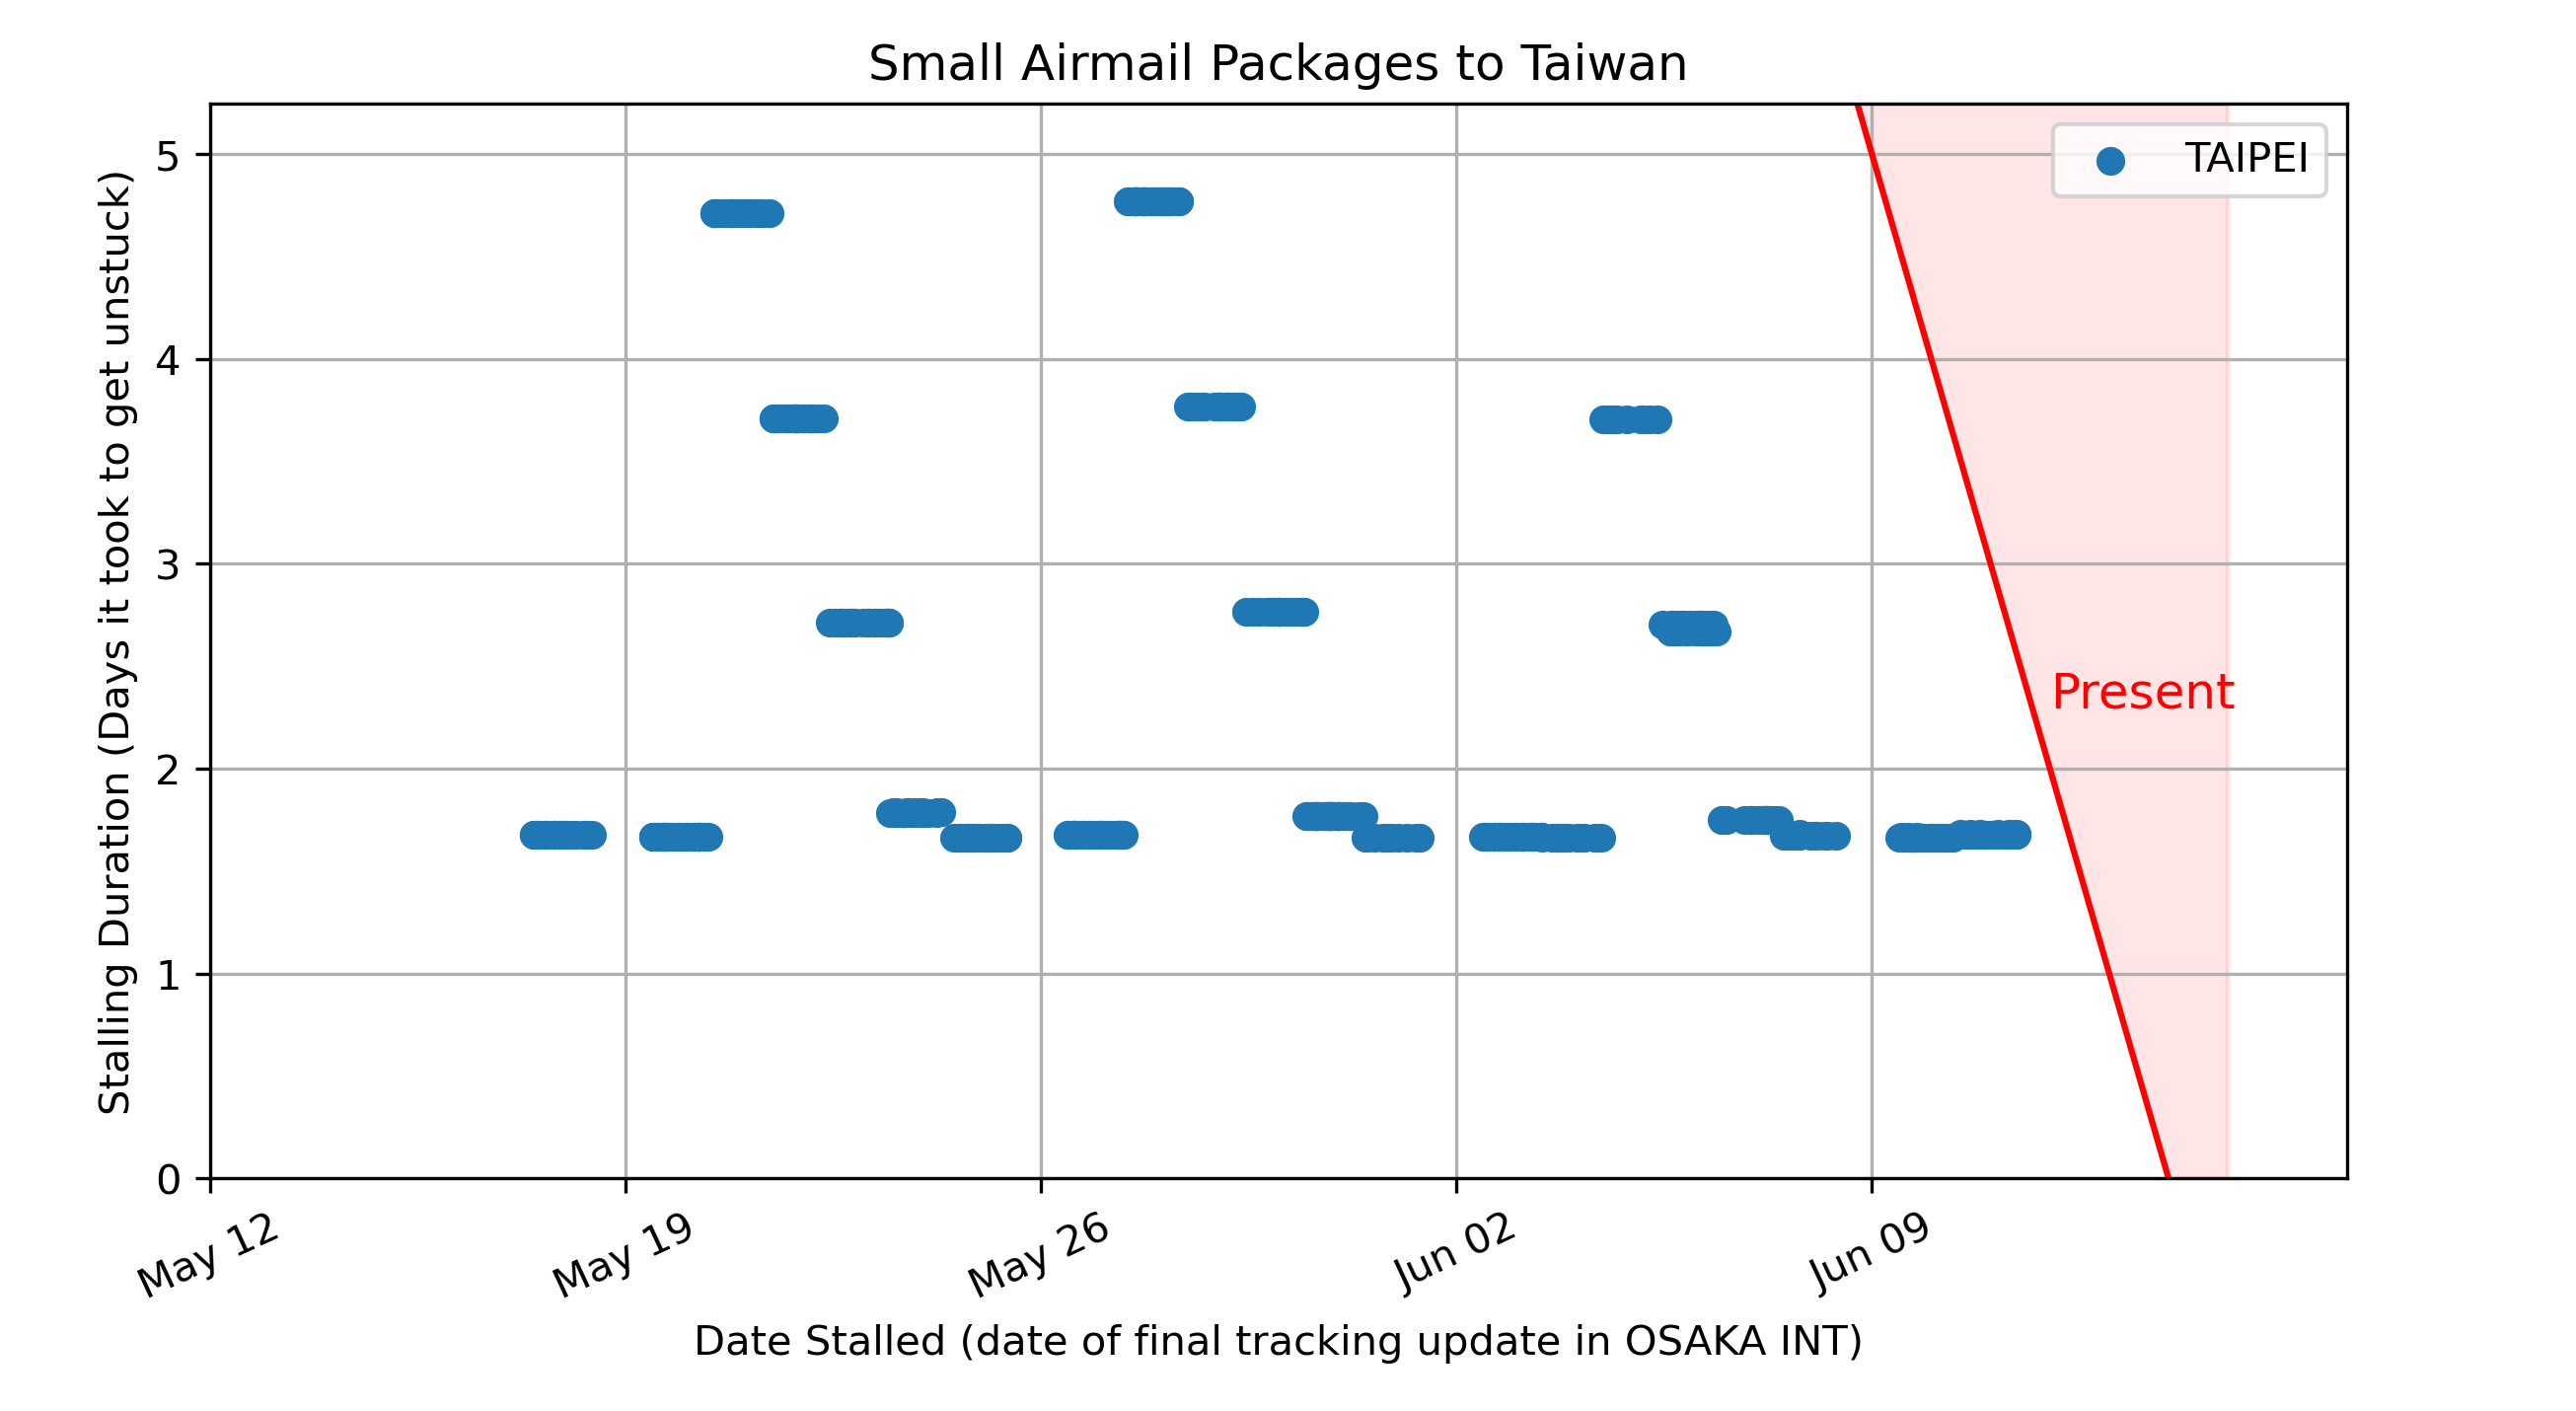 Small Airmail Packages to Taiwan
Stalling Duration (Days it took to get unstuck)
5
4
3
2
1
0
TAIPEI
Present
May 12
May 19
May 26
Jun 02
Jun 09
Date Stalled (date of final tracking update in OSAKA INT)